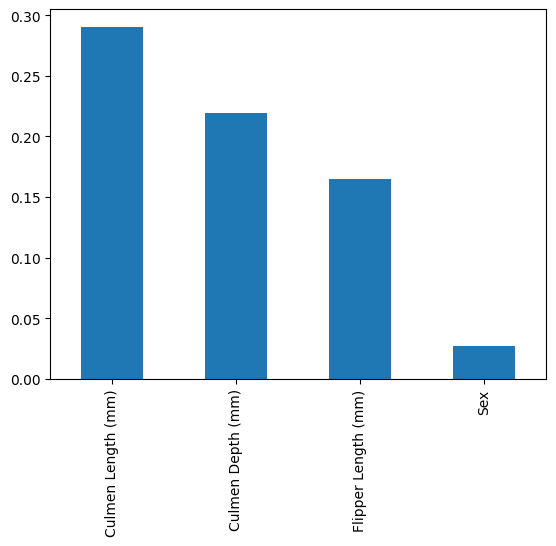 0.30
0.25
0.20
0.15
0.10
0.05
0.00
Culmen Length (mm)
Culmen Depth (mm)
Flipper Length (mm)
Sex